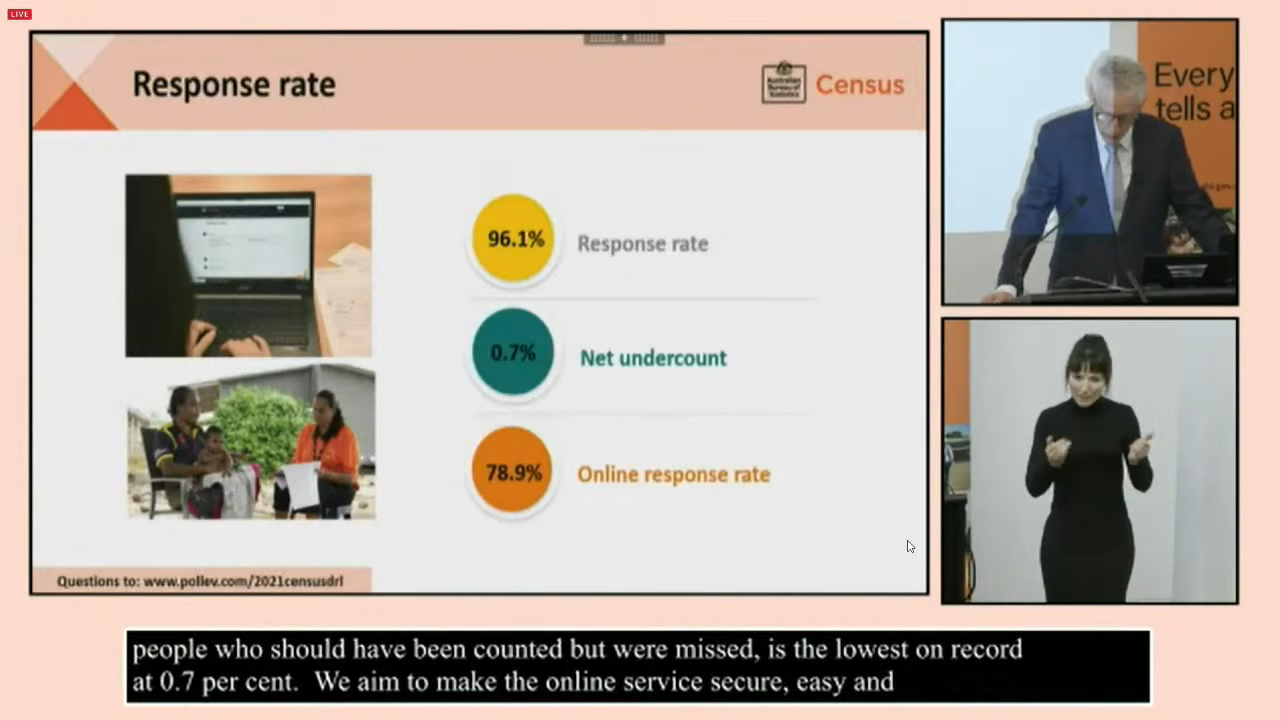 LIVE
Response rate
Australian
Bureau of
Statistics
Census
96.1% Response rate
0.7% Net undercount
78.9% Online response rate
Questions to: www.pollev.com/2021censusdrl
Every
tells a
people who should have been counted but were missed, is the lowest on record
at 0.7 per cent.  We aim to make the online service secure, easy and